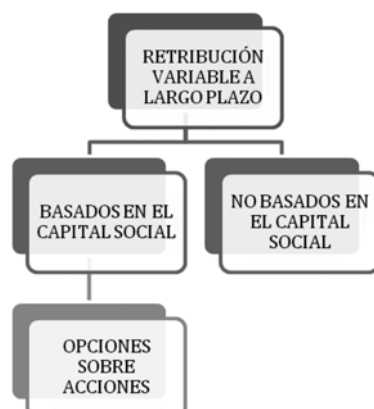 RETRIBUCIÓN
VARIABLE A
LARGO PLAZO
BASADOS EN EL
CAPITAL SOCIAL
NO BASADOS EN
EL CAPITAL
SOCIAL
OPCIONES
SOBRE
ACCIONES